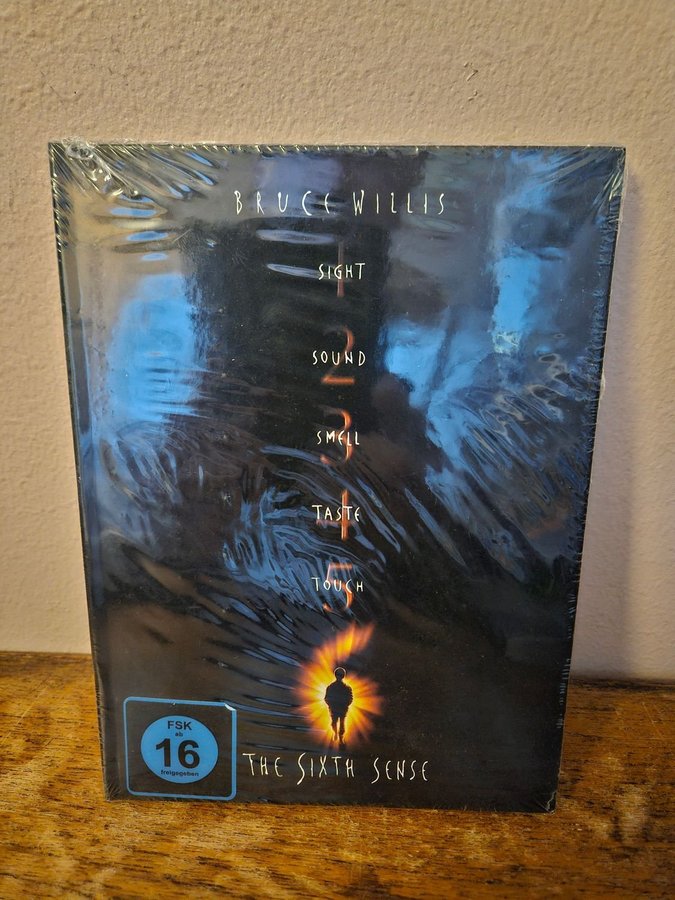 BRUCE WILLIS
1
SIGHT
2
SOUND
3
SMELL
4
TASTE
5
TOUCH
6
THE SIXTH SENSE
FSK
ab
16
freigegeben